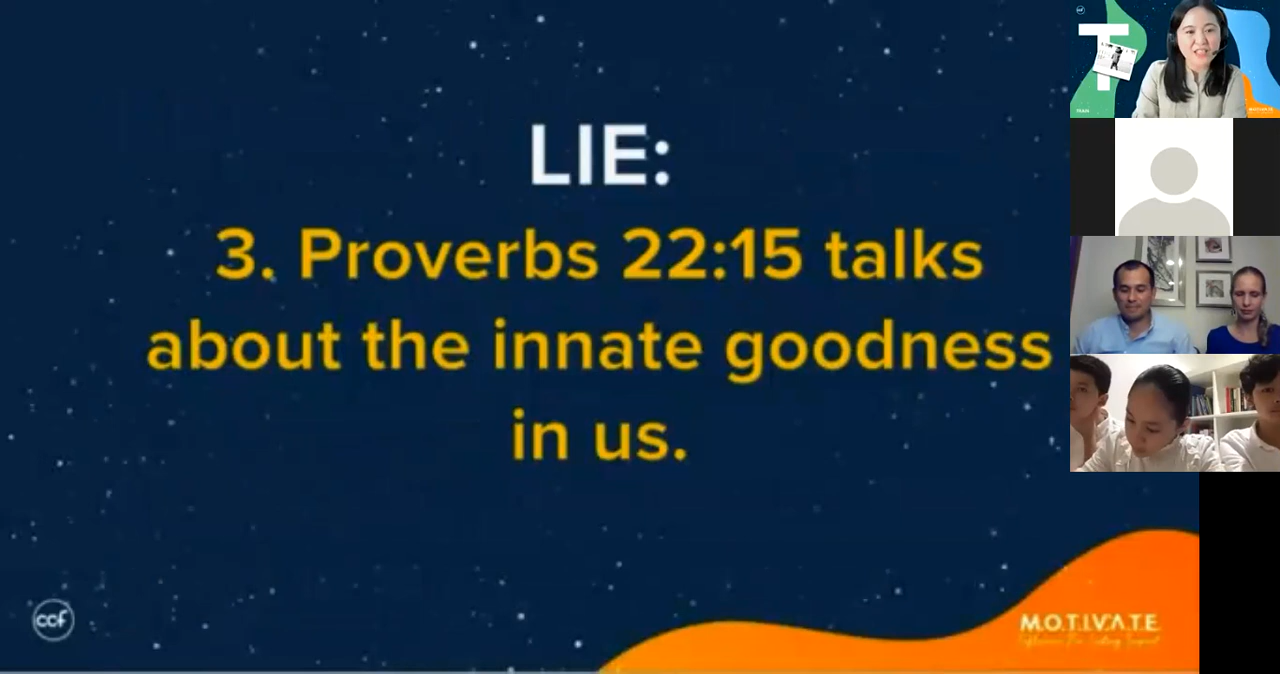 LIE:
3. Proverbs 22:15 talks
about the innate goodness
in us.
ccf
M.O.T.I.V.A.T.E.
T